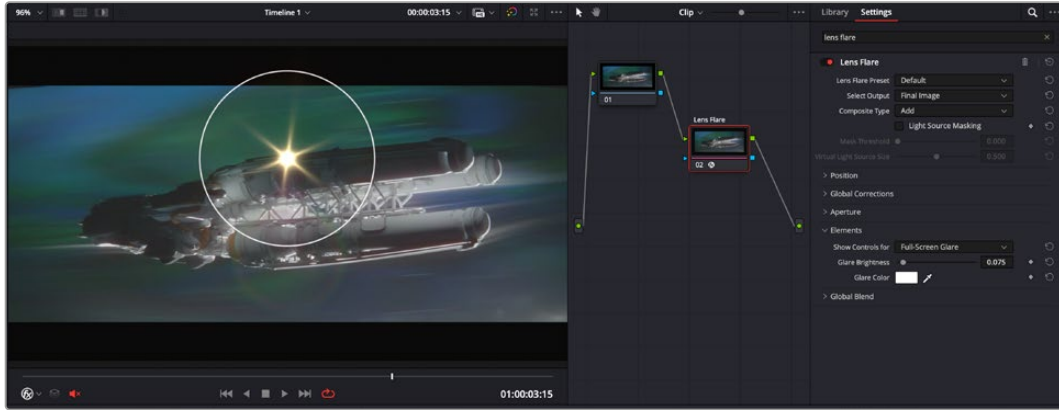 96%
Timeline 1
00:00:03:15
Clip
Library Settings
lens flare
Lens Flare
Lens Flare Preset Default
Select Output Final Image
Composite Type Add
Light Source Masking
Mask Threshold 0.000
Virtual Light Source Size 0.500
Position
Global Corrections
Aperture
Elements
Show Controls for Full-Screen Glare
Glare Brightness 0.075
Glare Color
Global Blend
01
Lens Flare
02
01:00:03:15